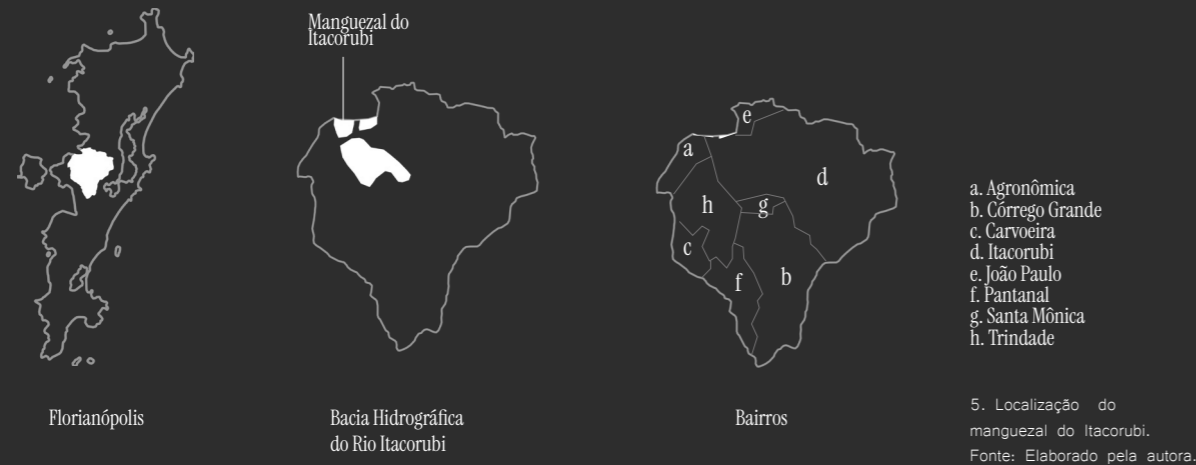 Manguezal do
Itacorubi
Florianópolis
Bacia Hidrográfica
do Rio Itacorubi
e
a
d
h
g
c
f
b
Bairros
a. Agronômica
b. Córrego Grande
c. Carvoeira
d. Itacorubi
e. João Paulo
f. Pantanal
g. Santa Mônica
h. Trindade
5. Localização do
manguezal do Itacorubi.
Fonte: Elaborado pela autora.